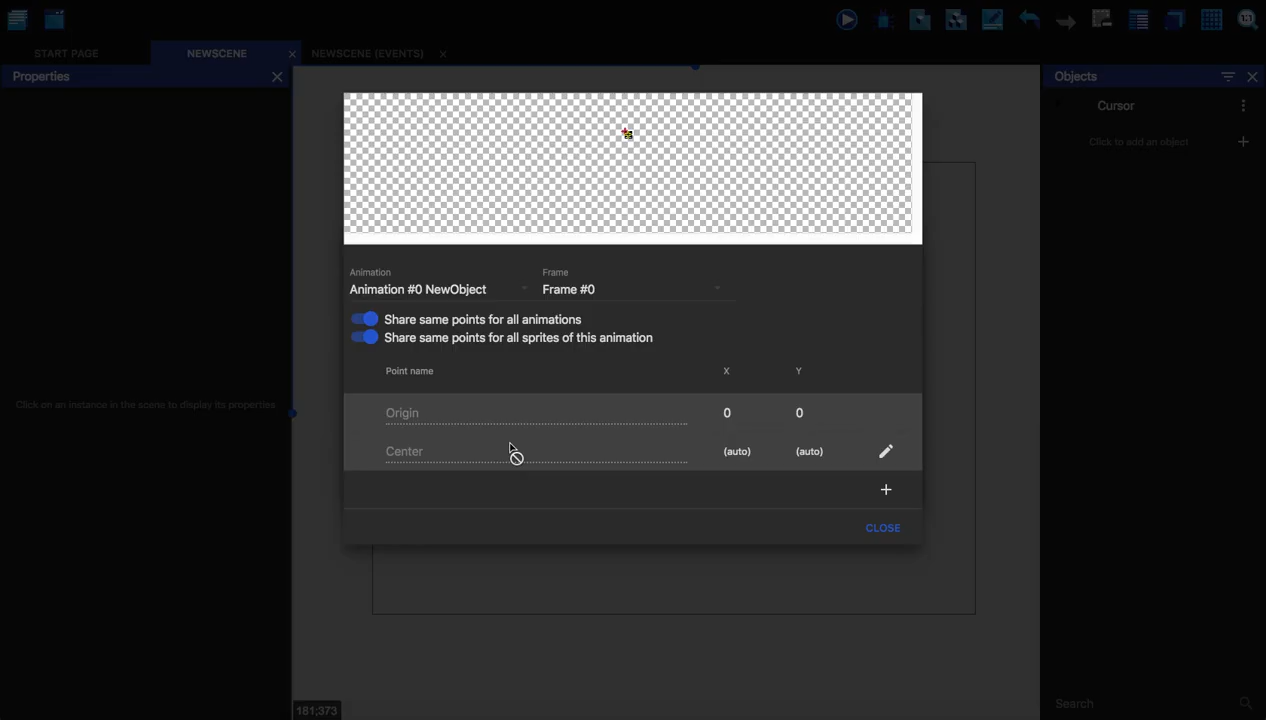 START PAGE
NEWSCENE
NEWSCENE (EVENTS)
Properties
Objects
Cursor
Click to add an object
Animation
Frame
Animation #0 NewObject
Frame #0
Share same points for all animations
Share same points for all sprites of this animation
Point name
X
Y
Click on an instance in the scene to display its properties
Origin
0
0
Center
(auto)
(auto)
CLOSE
Search
181;373